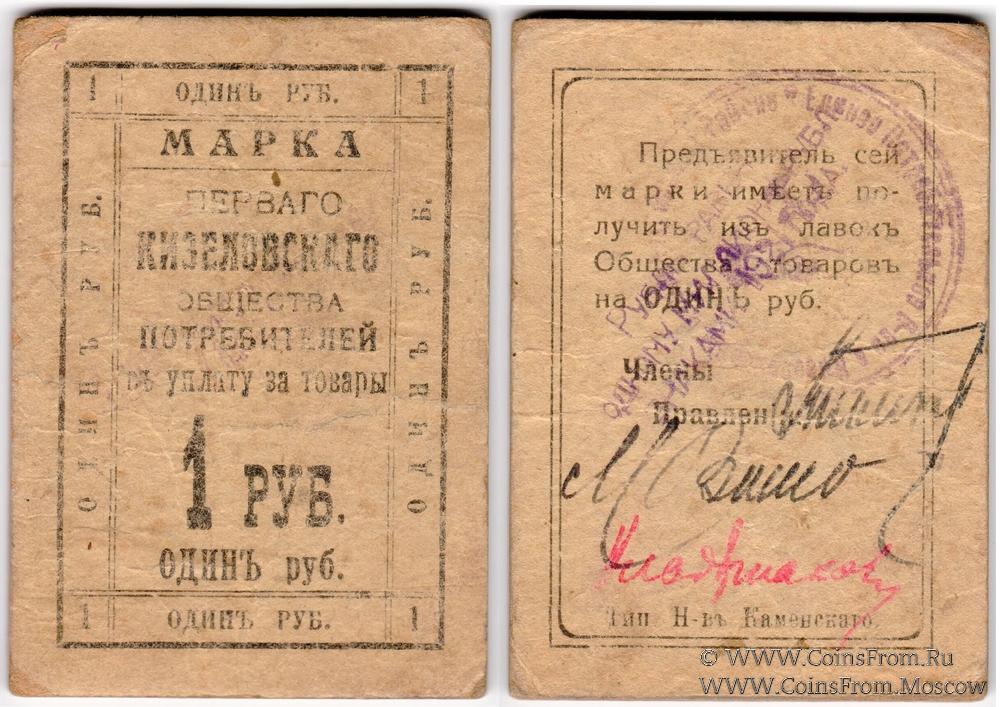 1 ОДИНЪ РУБ. 1
МАРКА
ПЕРВАГО
КИЗЕЛОВСКАГО
ОБЩЕСТВА
ПОТРЕБИТЕЛЕЙ
въ уплату за товары
1 РУБ.
ОДИНЪ руб.
1 ОДИНЪ РУБ. 1
ОДИНЪ РУБ.
ОДИНЪ РУБ.
Предъявитель сей
марки имѣетъ по-
лучить изъ лавокъ
Общества товаровъ
на ОДИНЪ руб.
Члены
Правлен
Тип Н-въ Каменскаго.
© WWW.CoinsFrom.Ru
WWW.CoinsFrom.Moscow